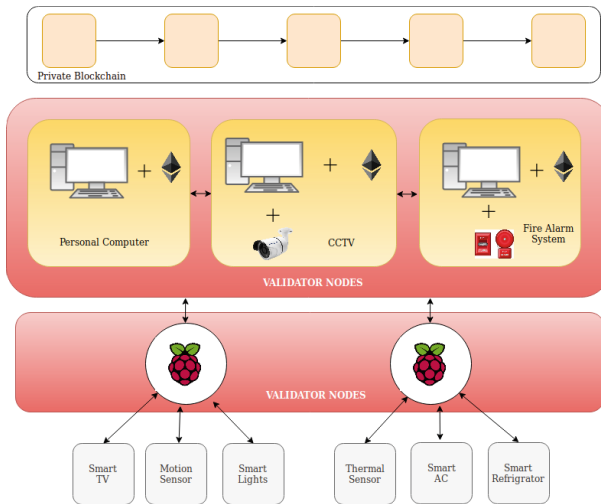 Private Blockchain
Personal Computer
CCTV
Fire Alarm
System
VALIDATOR NODES
VALIDATOR NODES
Smart
TV
Motion
Sensor
Smart
Lights
Thermal
Sensor
Smart
AC
Smart
Refrigrator